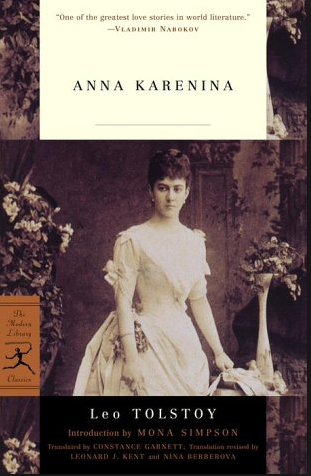 “One of the greatest love stories in world literature.”
—VLADIMIR NABOKOV
ANNA KARENINA
The
Modern
Library
Classics
Leo TOLSTOY
Introduction by MONA SIMPSON
Translated by CONSTANCE GARNETT; Translation revised by
LEONARD J. KENT and NINA BERBEROVA